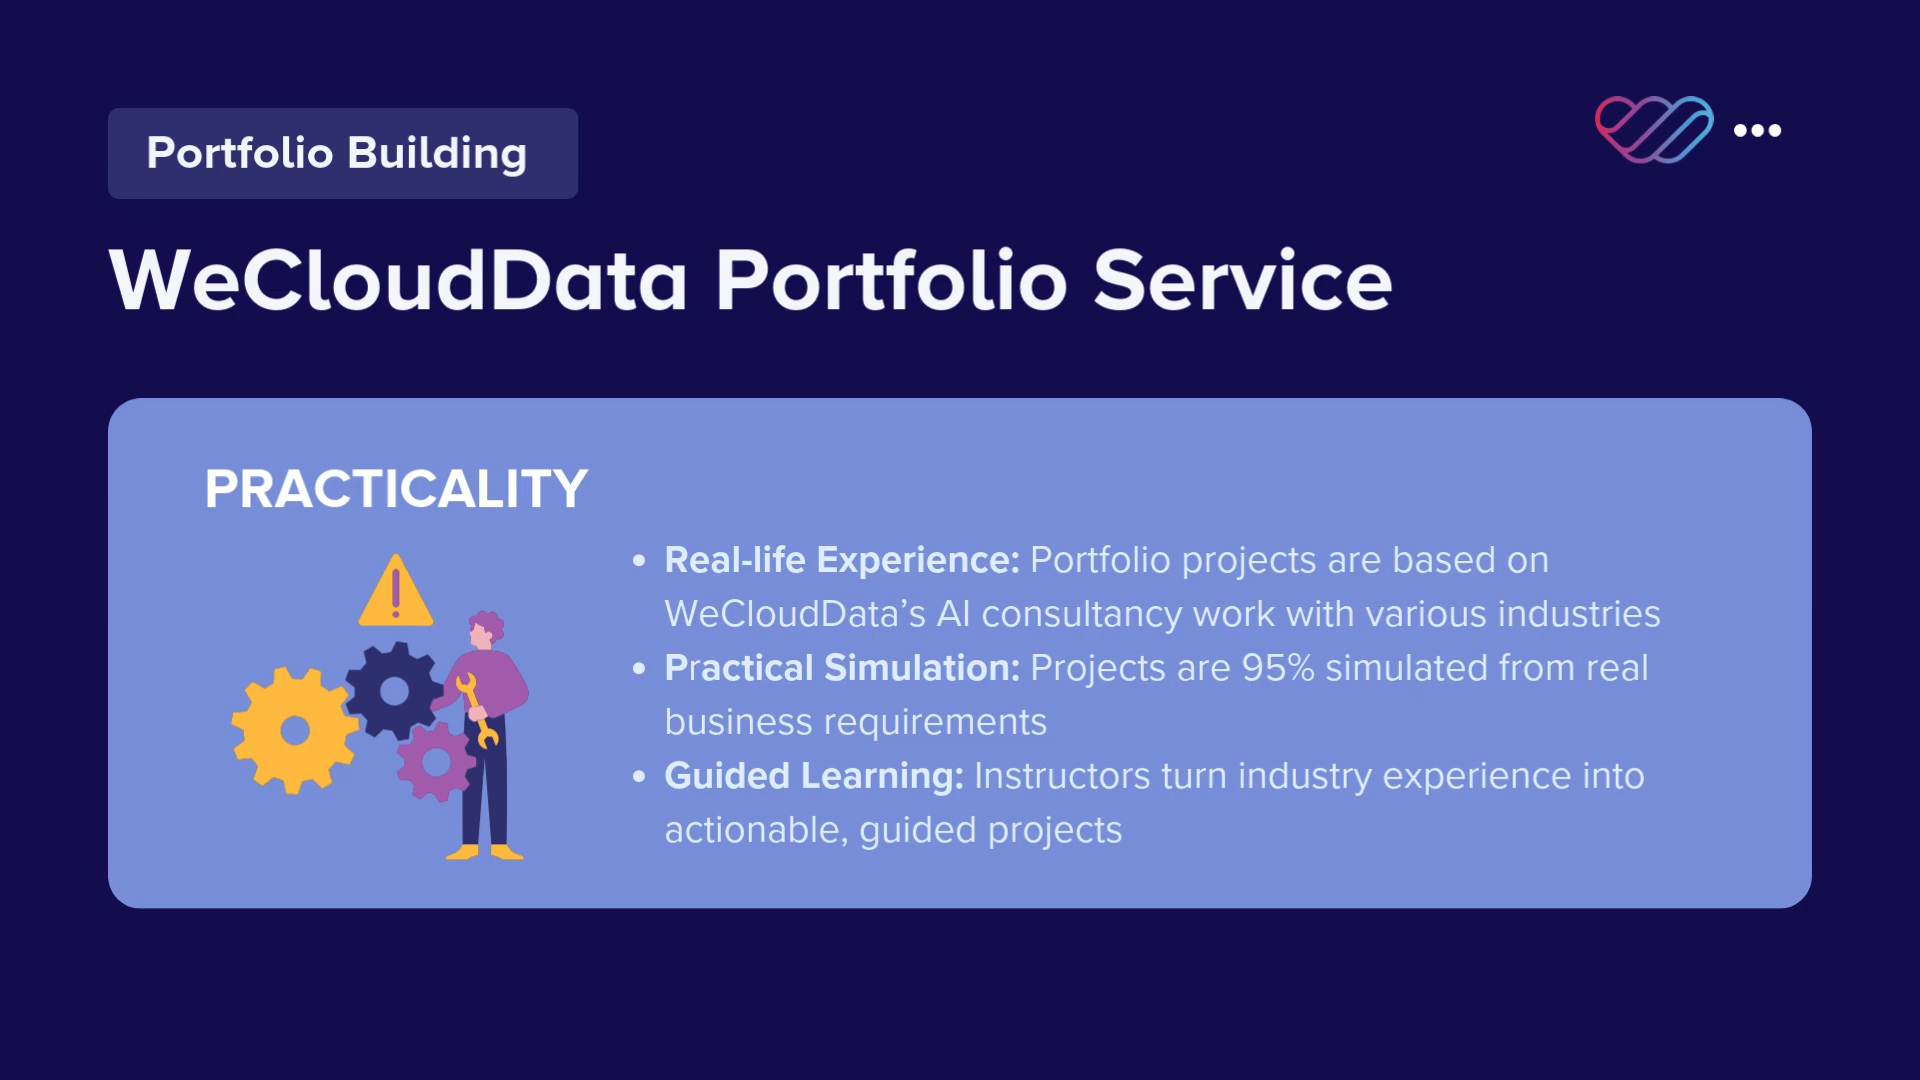 Portfolio Building
WeCloudData Portfolio Service
PRACTICALITY
• Real-life Experience: Portfolio projects are based on
WeCloudData’s AI consultancy work with various industries
• Practical Simulation: Projects are 95% simulated from real
business requirements
• Guided Learning: Instructors turn industry experience into
actionable, guided projects